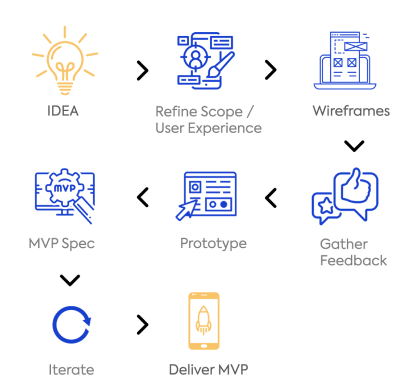 IDEA
Refine Scope /
User Experience
Wireframes
MVP Spec
MVP
Prototype
Gather
Feedback
Iterate
Deliver MVP